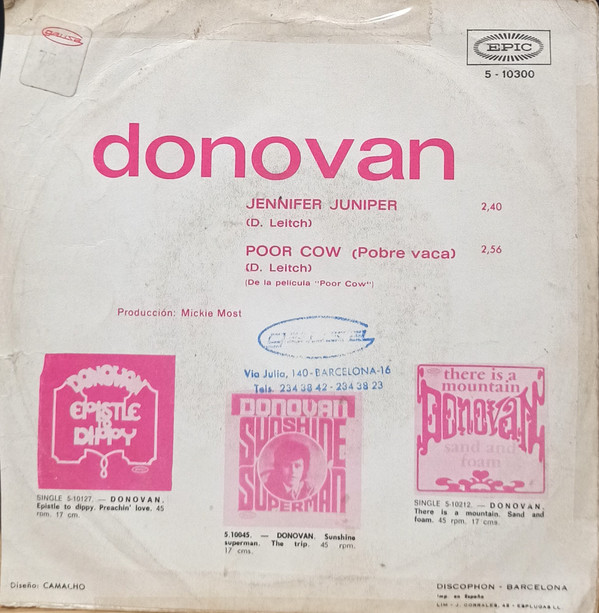 gausa
EPIC
5 - 10300
donovan
JENNIFER JUNIPER 2,40
(D. Leitch)
POOR COW (Pobre vaca) 2,56
(D. Leitch)
(De la película "Poor Cow")
Producción: Mickie Most
Via Julia, 140 - BARCELONA-16
Tels. 234 38 42 - 234 38 23
DONOVAN
EPISTLE
TO
DIPPY
SINGLE 5-10127. — DONOVAN.
Epistle to dippy. Preachin' love. 45
rpm. 17 cm.
DONOVAN
SUNSHINE
SUPERMAN
5.10045. — DONOVAN. Sunshine
superman. The trip. 45 rpm.
17 cms.
there is a
mountain
DONOVAN
sand and
foam
SINGLE 5-10212. — DONOVAN.
There is a mountain. Sand and
foam. 45 rpm. 17 cms.
Diseño: CAMACHO
DISCOPHON - BARCELONA
Imp. en España